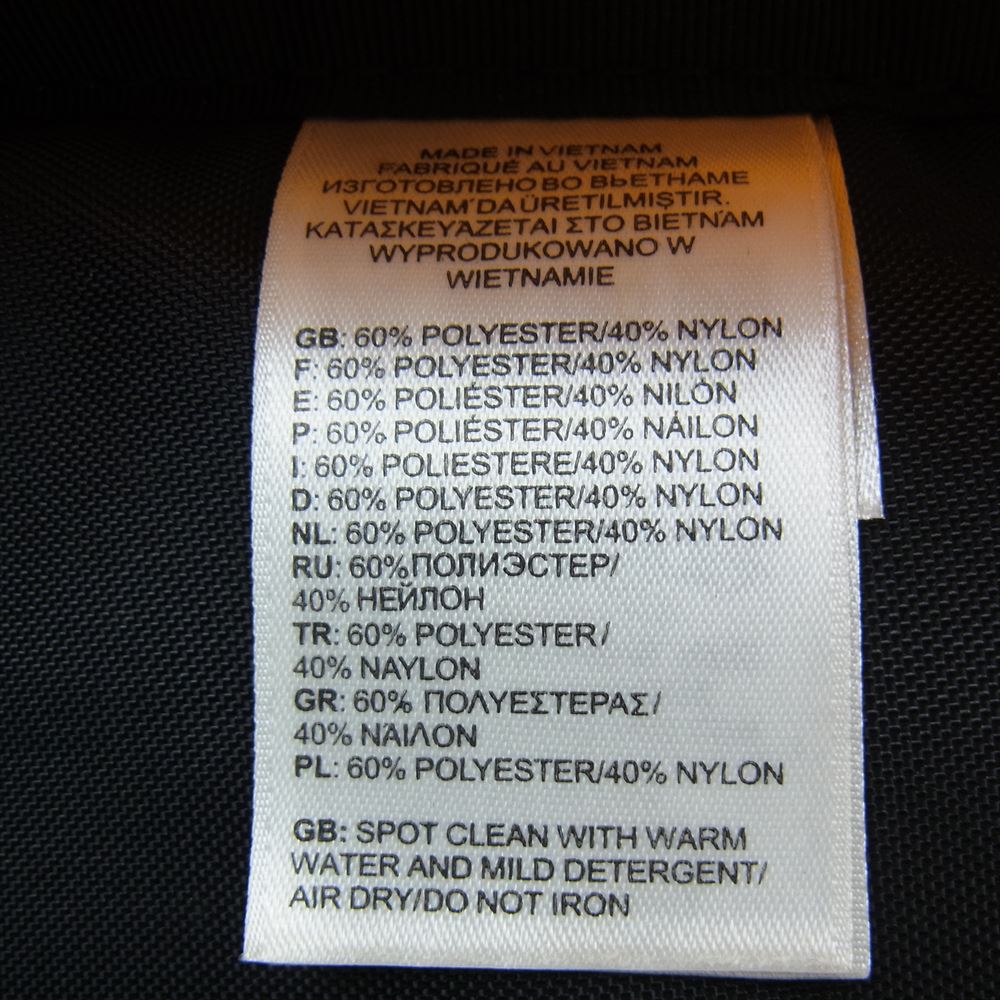 MADE IN VIETNAM
FABRIQUÉ AU VIETNAM
ИЗГОТОВЛЕНО ВО ВЬЕТНАМЕ
VIETNAM'DA ÜRETILMIŞTIR.
ΚΑΤΑΣΚΕΥΆΖΕΤΑΙ ΣΤΟ ΒΙΕΤΝΆΜ
WYPRODUKOWANO W
WIETNAMIE
GB: 60% POLYESTER/40% NYLON
F: 60% POLYESTER/40% NYLON
E: 60% POLIÉSTER/40% NILÓN
P: 60% POLIÉSTER/40% NÁILON
I: 60% POLIESTERE/40% NYLON
D: 60% POLYESTER/40% NYLON
NL: 60% POLYESTER/40% NYLON
RU: 60%ПОЛИЭСТЕР/
40% НЕЙЛОН
TR: 60% POLYESTER/
40% NAYLON
GR: 60% ΠΟΛΥΕΣΤΕΡΑΣ/
40% ΝΆΙΛΟΝ
PL: 60% POLYESTER/40% NYLON
GB: SPOT CLEAN WITH WARM
WATER AND MILD DETERGENT/
AIR DRY/DO NOT IRON